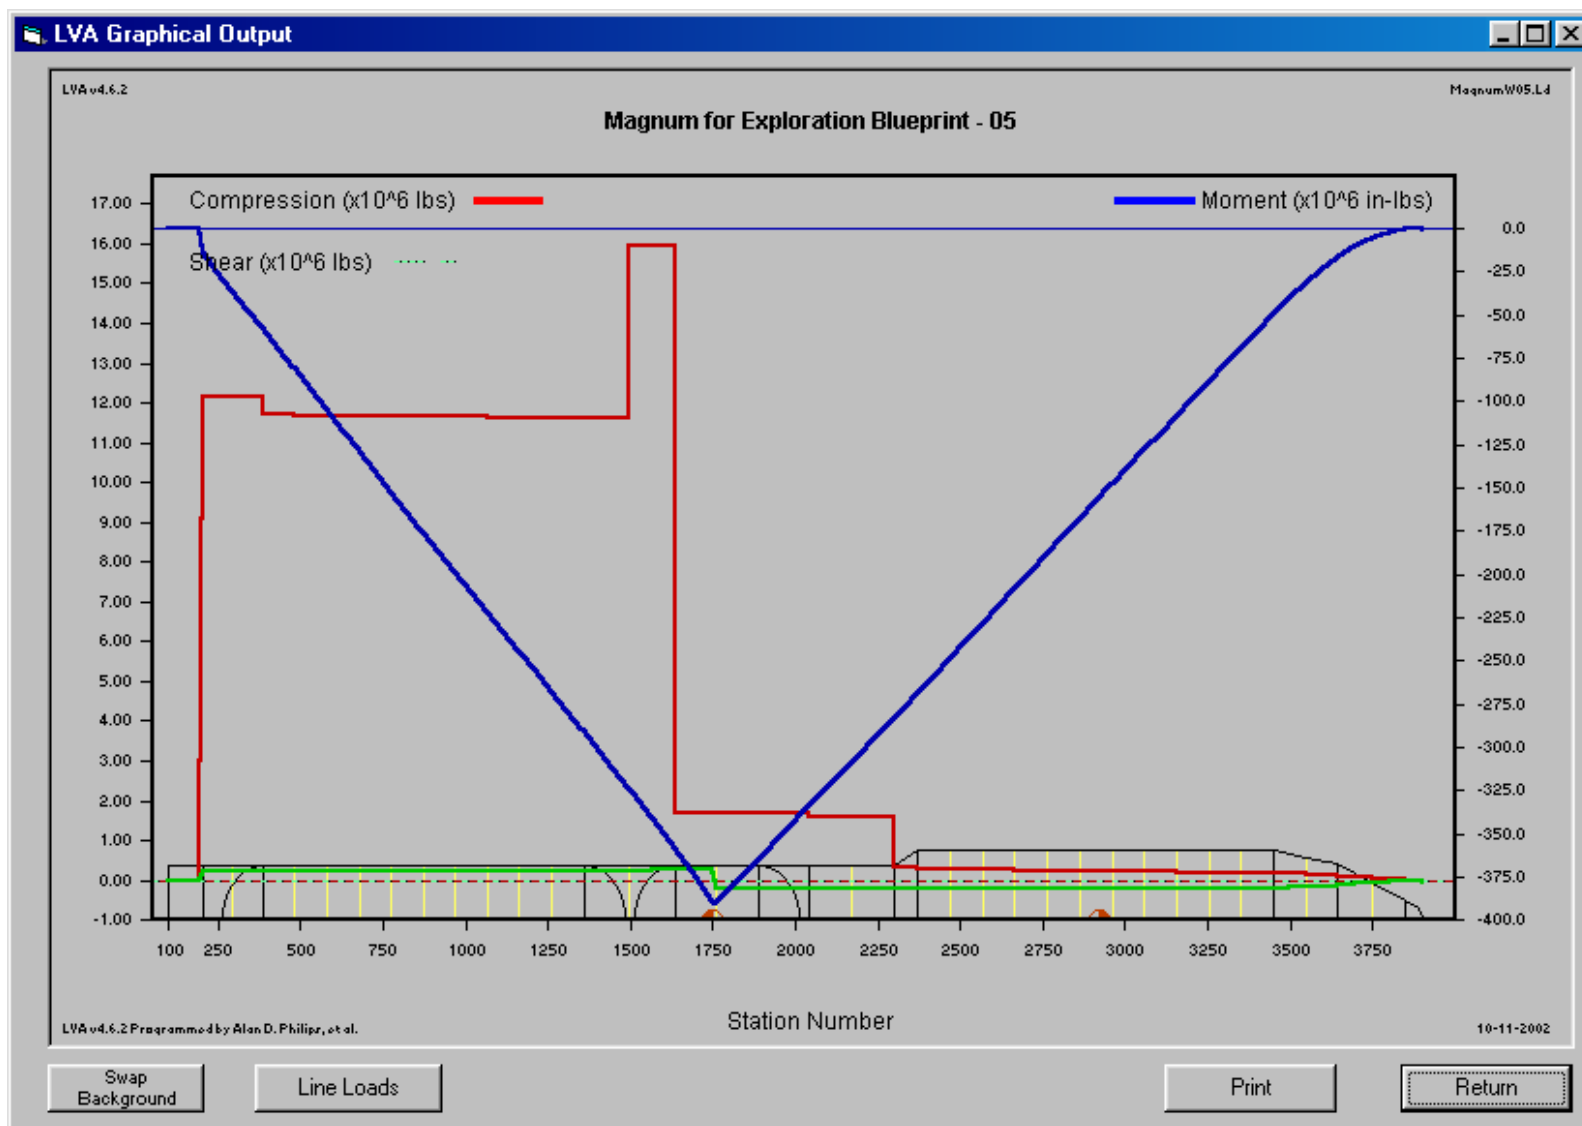 LVA Graphical Output
LVA v4.6.2
MagnumW05.Ld
Magnum for Exploration Blueprint - 05
Compression (x10^6 lbs)
Moment (x10^6 in-lbs)
Shear (x10^6 lbs)
17.00
16.00
15.00
14.00
13.00
12.00
11.00
10.00
9.00
8.00
7.00
6.00
5.00
4.00
3.00
2.00
1.00
0.00
-1.00
0.0
-25.0
-50.0
-75.0
-100.0
-125.0
-150.0
-175.0
-200.0
-225.0
-250.0
-275.0
-300.0
-325.0
-350.0
-375.0
-400.0
100 250 500 750 1000 1250 1500 1750 2000 2250 2500 2750 3000 3250 3500 3750
Station Number
LVA v4.6.2 Programmed by Alan D. Philips, et al.
10-11-2002
Swap
Background
Line Loads
Print
Return